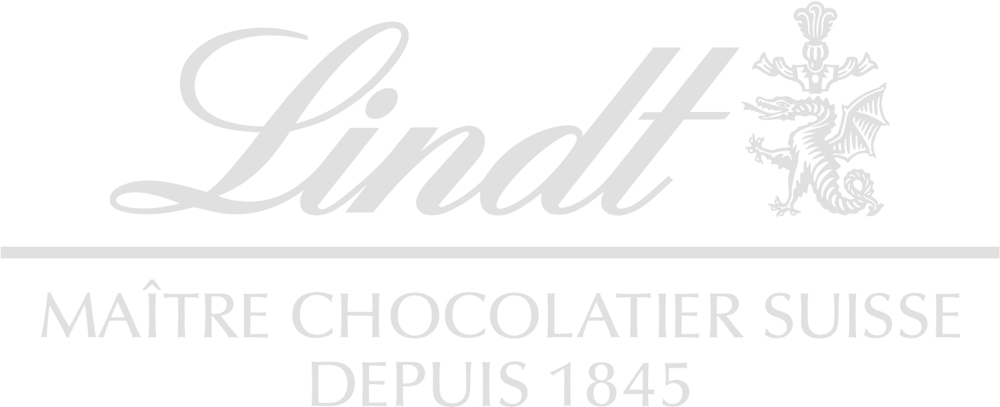 Lindt
MAÎTRE CHOCOLATIER SUISSE
DEPUIS 1845